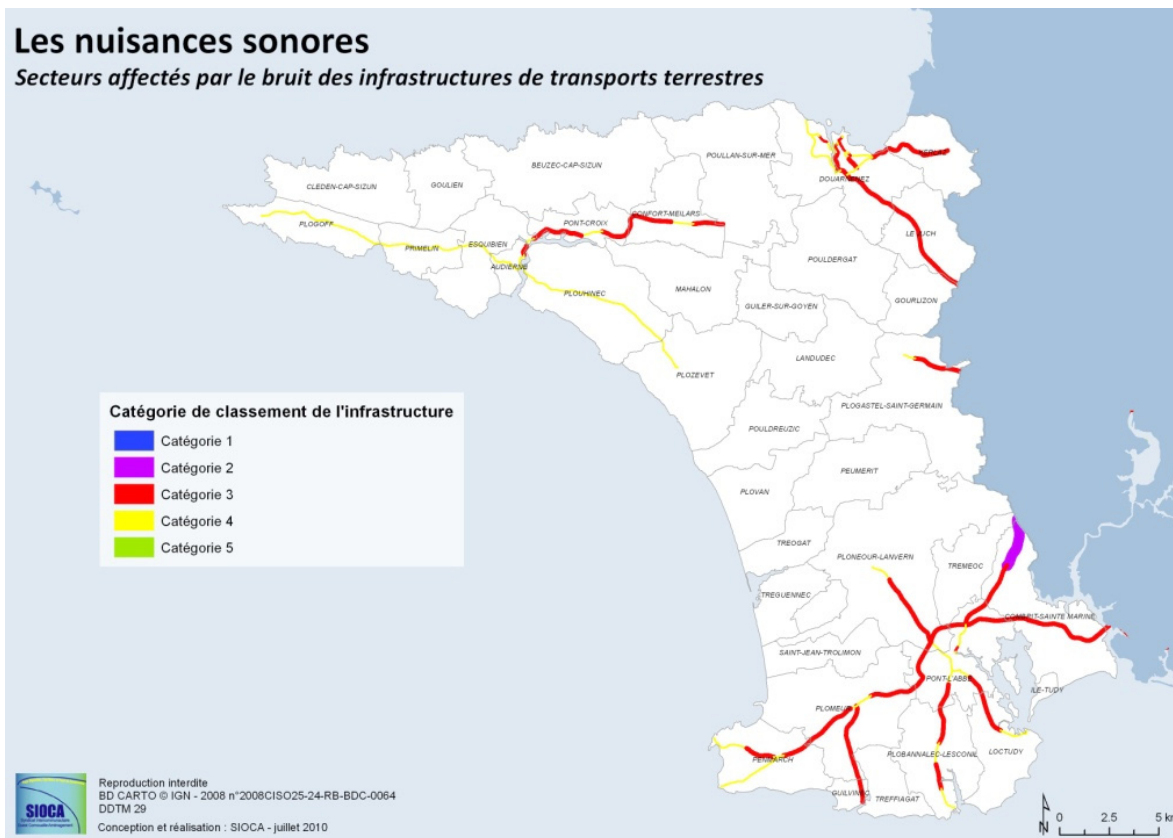 Les nuisances sonores
Secteurs affectés par le bruit des infrastructures de transports terrestres
POULLAN-SUR-MER
KERLAZ
BEUZEC-CAP-SIZUN
DOUARNENEZ
CLEDEN-CAP-SIZUN
GOULIEN
CONFORT-MEILARS
PLOGOFF
PONT-CROIX
LE JUCH
PRIMELIN
ESQUIBIEN
POULDERGAT
AUDIERNE
PLOUHINEC
MAHALON
GOURLIZON
GUILER-SUR-GOYEN
LANDUDEC
PLOZEVET
PLOGASTEL-SAINT-GERMAIN
Catégorie de classement de l'infrastructure
Catégorie 1
Catégorie 2
Catégorie 3
Catégorie 4
Catégorie 5
POULDREUZIC
PEUMERIT
PLOVAN
TREOGAT
PLONEOUR-LANVERN
TREMEOC
TREGUENNEC
COMBRIT-SAINTE MARINE
SAINT-JEAN-TROLIMON
PONT-L'ABBE
ILE-TUDY
PLOMEUR
PLOBANNALEC-LESCONIL
LOCTUDY
PENMARCH
GUILVINEC
TREFFIAGAT
SIOCA
Reproduction interdite
BD CARTO © IGN - 2008 n°2008CISO25-24-RB-BDC-0064
DDTM 29
Conception et réalisation : SIOCA - juillet 2010
N
0 2.5 5 K